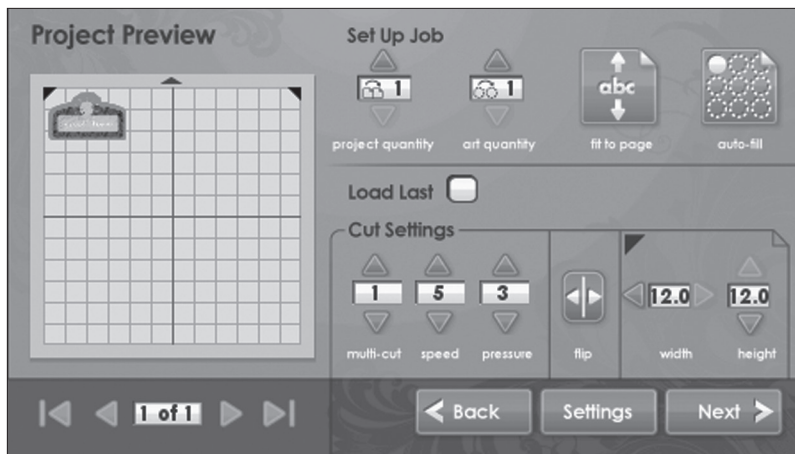 Project Preview
Set Up Job
1
1
abc
project quantity
art quantity
fit to page
auto-fill
Load Last
Cut Settings
1
5
3
12.0
12.0
multi-cut
speed
pressure
flip
width
height
1 of 1
Back
Settings
Next